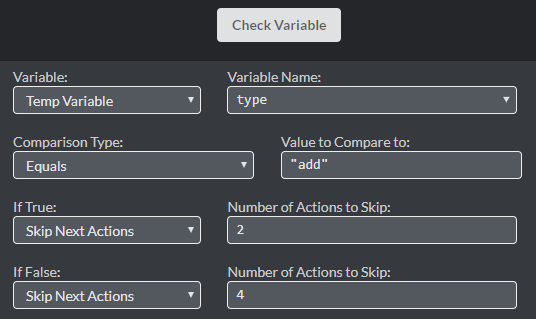 Check Variable
Variable: Variable Name:
Temp Variable type
Comparison Type: Value to Compare to:
Equals "add"
If True: Number of Actions to Skip:
Skip Next Actions 2
If False: Number of Actions to Skip:
Skip Next Actions 4